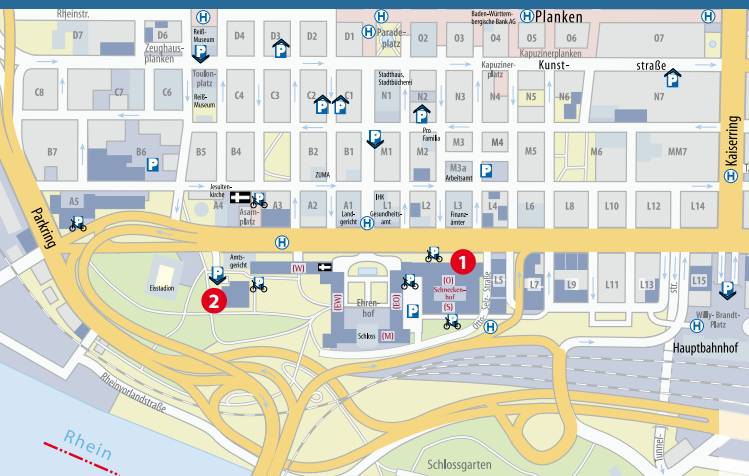 Rheinstr.
D7
D6
Zeughaus-
planken
Reiß-
Museum
D4
D3
D2
D1
Parade-
platz
O2
O3
Baden-Württem-
bergische Bank AG
O4
O5
O6
O7
Planken
Kapuzinerplanken
Kunst-
straße
C8
C7
C6
Toulon-
platz
Reiß-
Museum
C4
C3
C2
C1
Stadthaus,
Stadtbücherei
N1
N2
N3
Kapuziner-
platz
N4
N5
N6
N7
B7
B6
B5
B4
B2
B1
M1
M2
Pro
Familia
M3
M4
M3a
Arbeitsamt
M5
M6
MM7
ZUMA
Kaiserring
A5
Jesuiten-
kirche
A4
Asam-
platz
A3
A2
A1
Land-
gericht
IHK
L1
Gesundheits-
amt
L2
L3
Finanz-
ämter
L4
L6
L8
L10
L12
L14
Parkring
Amts-
gericht
(W)
1
(O)
Schnecken-
hof
(S)
L5
L7
L9
L11
L13
L15
Eisstadion
2
(EW)
Ehren-
hof
(EO)
Schloss
(M)
Otto-Selz-Straße
str.
Willy-Brandt-
Platz
Hauptbahnhof
Rheinvorlandstraße
Rhein
Schlossgarten
Tunnel-